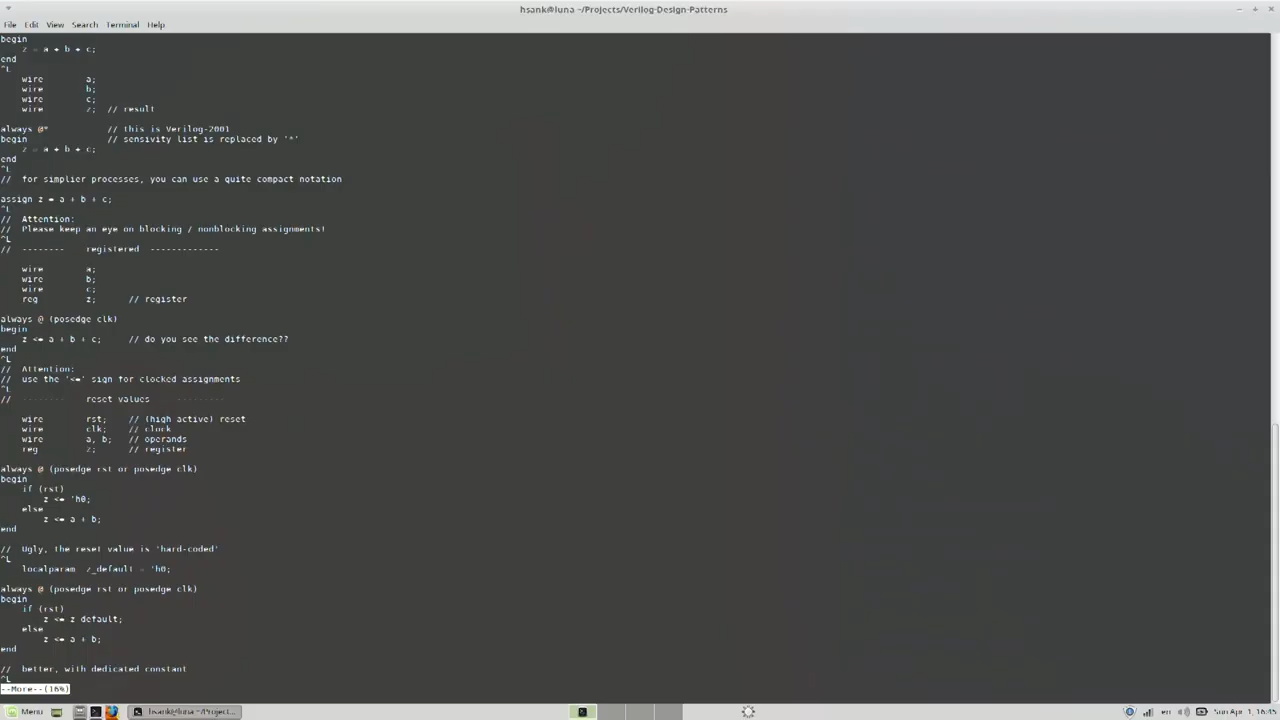 hsank@luna ~/Projects/Verilog-Design-Patterns
File Edit View Search Terminal Help
begin
z = a + b + c;
end
^L
wire a;
wire b;
wire c;
wire z; // result
always @* // this is Verilog-2001
begin // sensivity list is replaced by '*'
z = a + b + c;
end
^L
// for simplier processes, you can use a quite compact notation
assign z = a + b + c;
^L
// Attention:
// Please keep an eye on blocking / nonblocking assignments!
^L
// -------- registered -------------
wire a;
wire b;
wire c;
reg z; // register
always @ (posedge clk)
begin
z <= a + b + c; // do you see the difference??
end
^L
// Attention:
// use the '<=' sign for clocked assignments
^L
// -------- reset values ---------
wire rst; // (high active) reset
wire clk; // clock
wire a, b; // operands
reg z; // register
always @ (posedge rst or posedge clk)
begin
if (rst)
z <= 'h0;
else
z <= a + b;
end
// Ugly, the reset value is 'hard-coded'
^L
localparam z_default = 'h0;
always @ (posedge rst or posedge clk)
begin
if (rst)
z <= z_default;
else
z <= a + b;
end
// better, with dedicated constant
^L
--More--(16%)
Menu hsank@luna ~/Project... en Sun Apr 1, 16:45